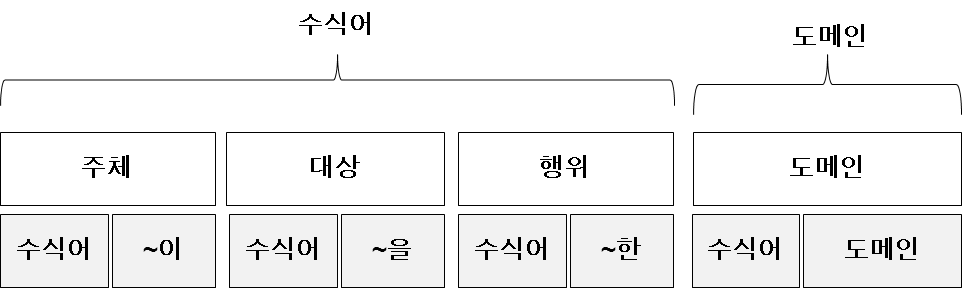 수식어 도메인
주체 대상 행위 도메인
수식어 ~이 수식어 ~을 수식어 ~한 수식어 도메인